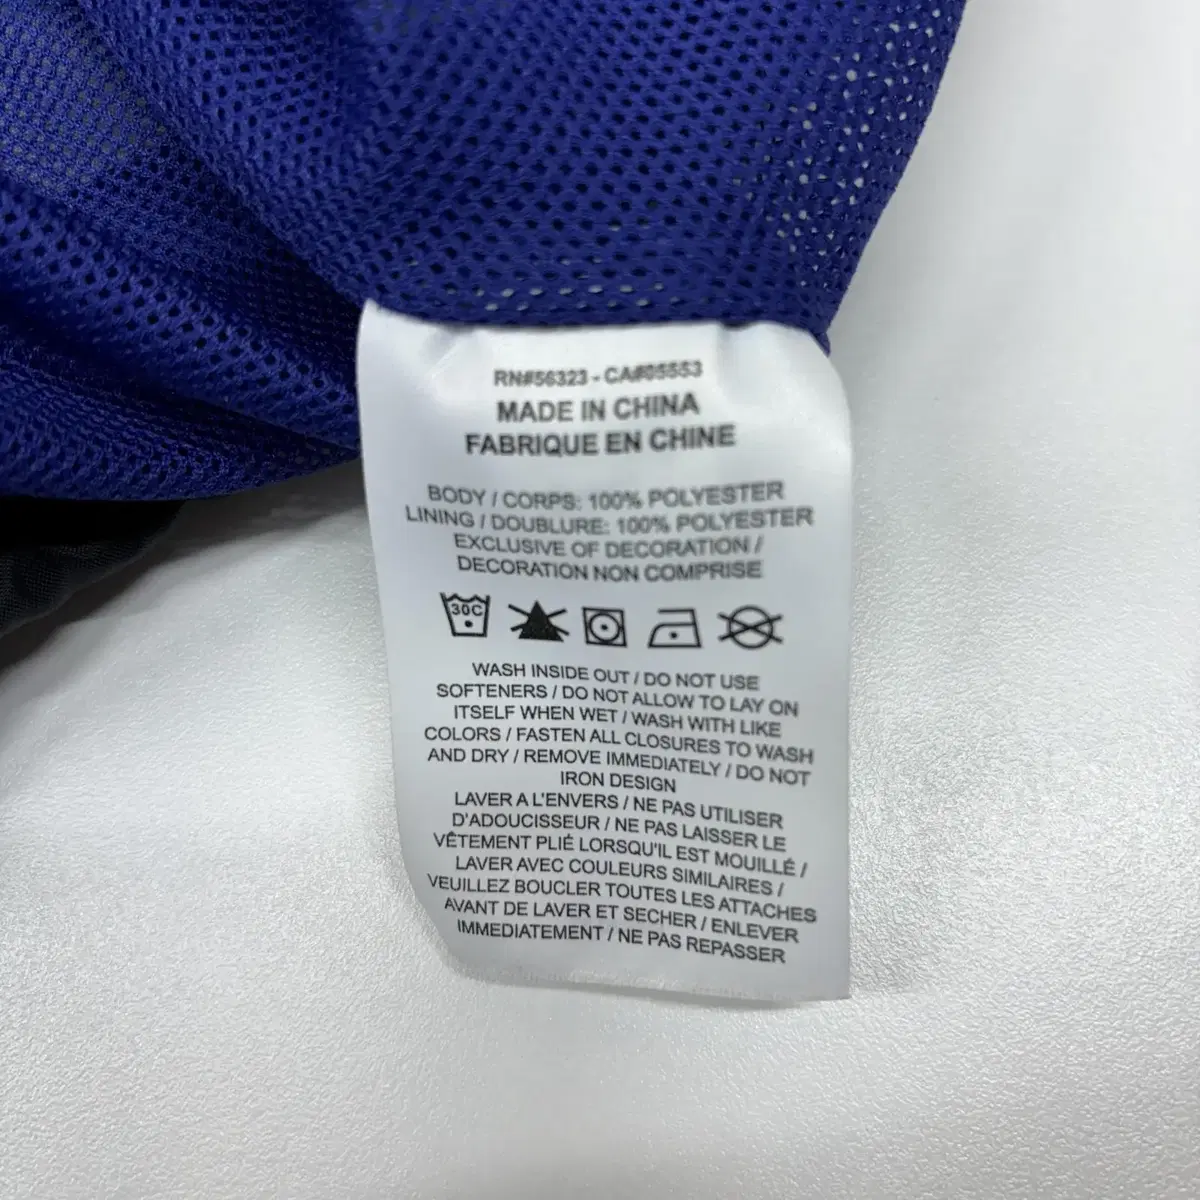 RN#56323 - CA#05553
MADE IN CHINA
FABRIQUE EN CHINE
BODY / CORPS: 100% POLYESTER
LINING / DOUBLURE: 100% POLYESTER
EXCLUSIVE OF DECORATION /
DECORATION NON COMPRISE
30C
WASH INSIDE OUT / DO NOT USE
SOFTENERS / DO NOT ALLOW TO LAY ON
ITSELF WHEN WET / WASH WITH LIKE
COLORS / FASTEN ALL CLOSURES TO WASH
AND DRY / REMOVE IMMEDIATELY / DO NOT
IRON DESIGN
LAVER A L'ENVERS / NE PAS UTILISER
D'ADOUCISSEUR / NE PAS LAISSER LE
VÊTEMENT PLIÉ LORSQU'IL EST MOUILLÉ /
LAVER AVEC COULEURS SIMILAIRES /
VEUILLEZ BOUCLER TOUTES LES ATTACHES
AVANT DE LAVER ET SECHER / ENLEVER
IMMEDIATEMENT / NE PAS REPASSER